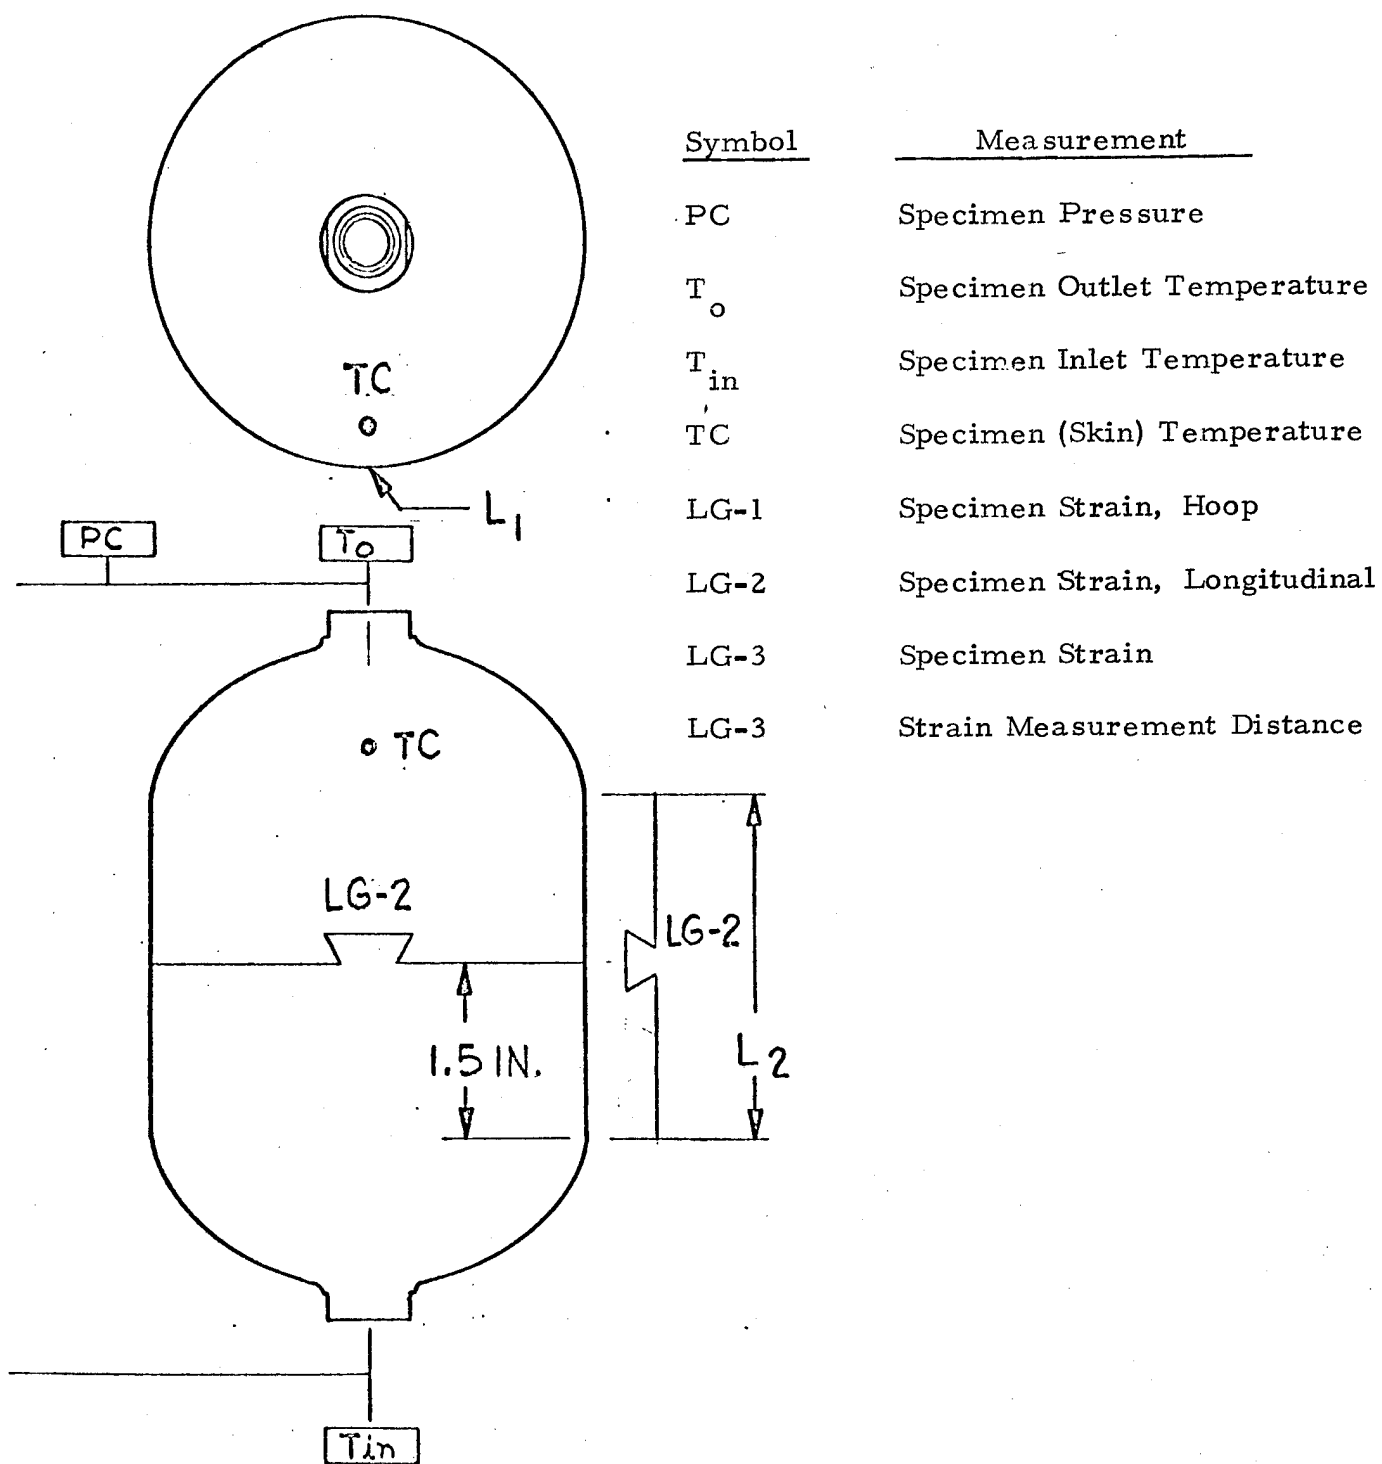 Symbol Measurement
PC Specimen Pressure
To Specimen Outlet Temperature
Tin Specimen Inlet Temperature
TC Specimen (Skin) Temperature
LG-1 Specimen Strain, Hoop
LG-2 Specimen Strain, Longitudinal
LG-3 Specimen Strain
LG-3 Strain Measurement Distance
TC
L1
PC
To
TC
LG-2
LG-2
1.5 IN.
L2
Tin